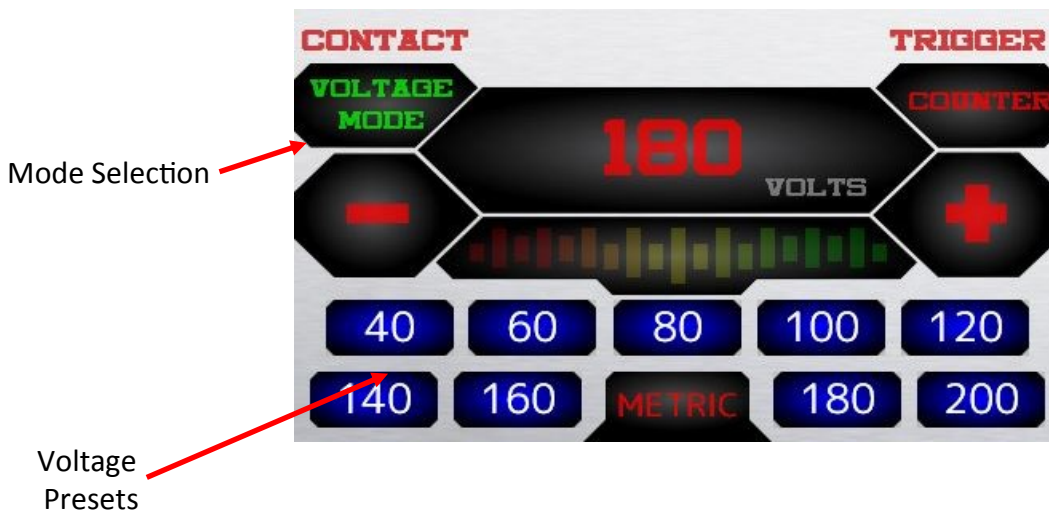 CONTACT
TRIGGER
VOLTAGE
MODE
COUNTER
Mode Selection
180
VOLTS
-
+
40 60 80 100 120
140 160 METRIC 180 200
Voltage
Presets